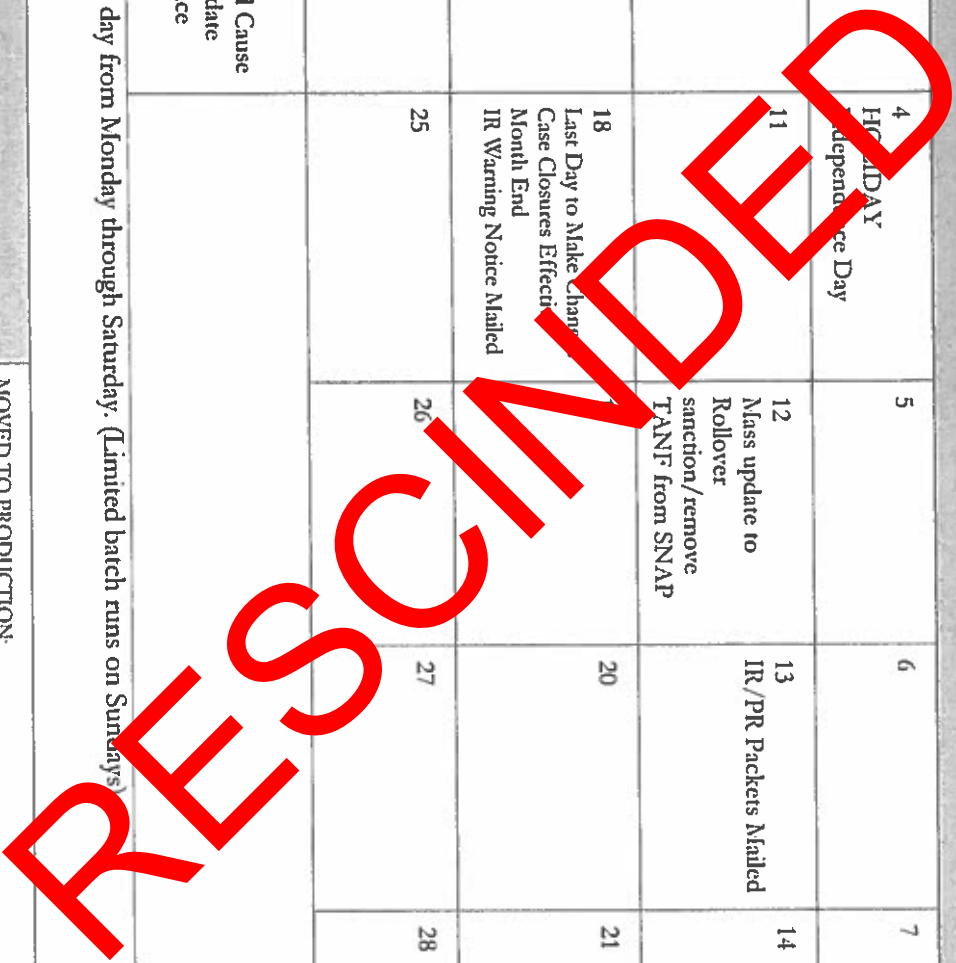 RESCINDED
4
HOLIDAY
Independence Day
5
6
7
11
12
Mass update to
Rollover
sanction/remove
TANF from SNAP
13
IR/PR Packets Mailed
14
18
Last Day to Make Chang
Case Closures Effecti
Month End
IR Warning Notice Mailed
20
21
25
26
27
28
l Cause
date
ce
day from Monday through Saturday. (Limited batch runs on Sundays)
MOVED TO PRODUCTION: